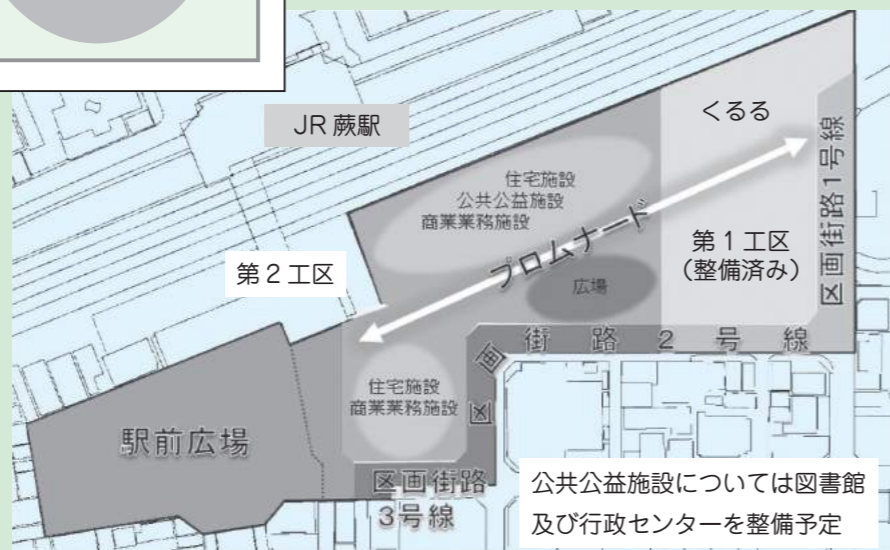 JR 蕨駅
くるる
住宅施設
公共公益施設
商業業務施設
プロムナード
区画街路1号線
第2工区
第1工区
（整備済み）
広場
区画街路2号線
住宅施設
商業業務施設
駅前広場
区画街路
3号線
公共公益施設については図書館
及び行政センターを整備予定